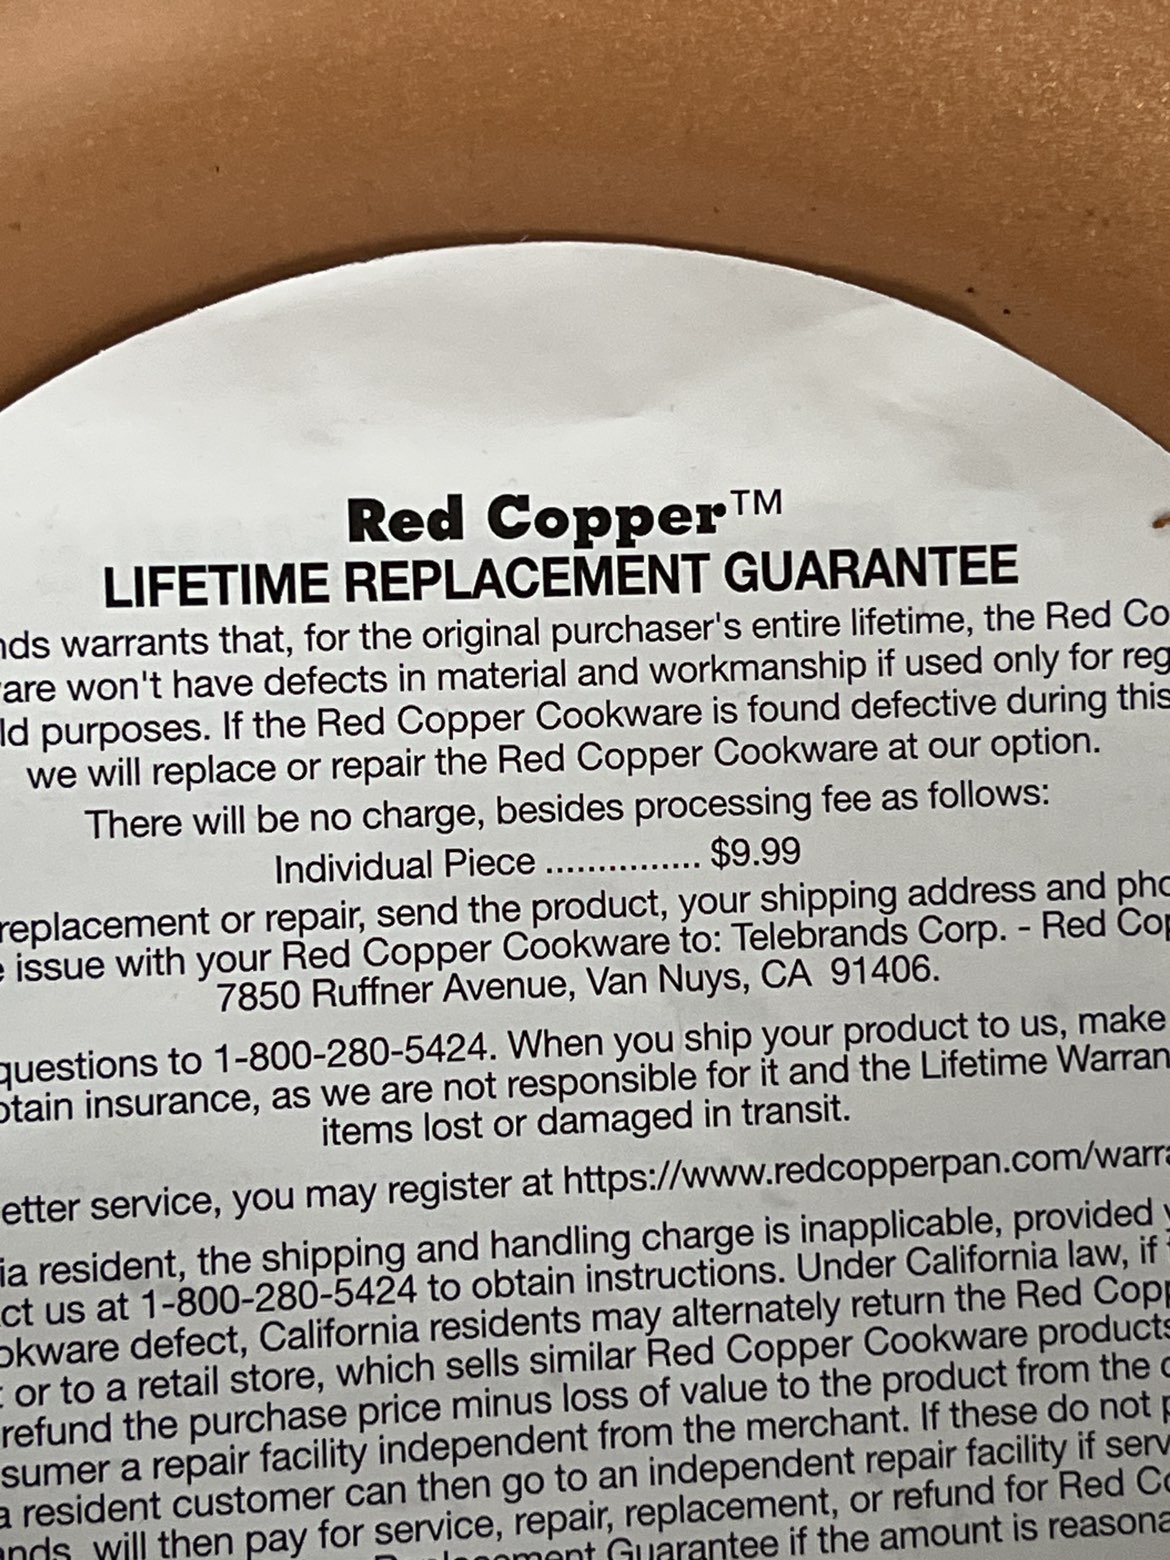 Red Copper™
LIFETIME REPLACEMENT GUARANTEE
nds warrants that, for the original purchaser's entire lifetime, the Red Co
are won't have defects in material and workmanship if used only for reg
ld purposes. If the Red Copper Cookware is found defective during this
we will replace or repair the Red Copper Cookware at our option.
There will be no charge, besides processing fee as follows:
Individual Piece ............... $9.99
replacement or repair, send the product, your shipping address and pho
e issue with your Red Copper Cookware to: Telebrands Corp. - Red Cop
7850 Ruffner Avenue, Van Nuys, CA 91406.
questions to 1-800-280-5424. When you ship your product to us, make
otain insurance, as we are not responsible for it and the Lifetime Warran
items lost or damaged in transit.
etter service, you may register at https://www.redcopperpan.com/warra
ia resident, the shipping and handling charge is inapplicable, provided y
ct us at 1-800-280-5424 to obtain instructions. Under California law, if
okware defect, California residents may alternately return the Red Copp
or to a retail store, which sells similar Red Copper Cookware products
refund the purchase price minus loss of value to the product from the c
sumer a repair facility independent from the merchant. If these do not p
a resident customer can then go to an independent repair facility if serv
ands, will then pay for service, repair, replacement, or refund for Red Co
ement Guarantee if the amount is reasona